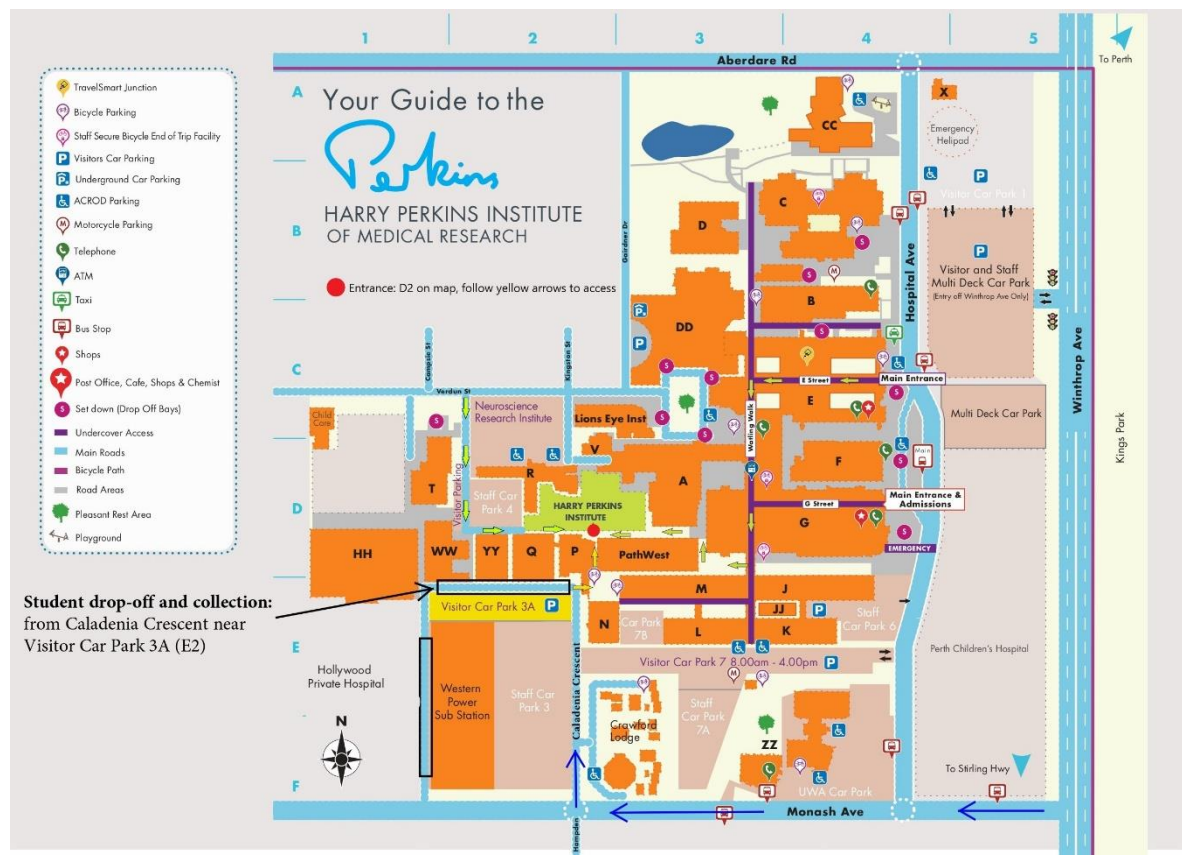 1 2 3 4 5
Aberdare Rd
To Perth
A
B
C
D
E
F
Your Guide to the
Perkins
HARRY PERKINS INSTITUTE
OF MEDICAL RESEARCH
Entrance: D2 on map, follow yellow arrows to access
TravelSmart Junction
Bicycle Parking
Staff Secure Bicycle End of Trip Facility
Visitors Car Parking
Underground Car Parking
ACROD Parking
Motorcycle Parking
Telephone
ATM
Taxi
Bus Stop
Shops
Post Office, Cafe, Shops & Chemist
Set down (Drop Off Bays)
Undercover Access
Main Roads
Bicycle Path
Road Areas
Pleasant Rest Area
Playground
CC
X
Emergency
Helipad
Visitor Car Park 1
C
D
B
Gairdner Dr
Hospital Ave
Visitor and Staff
Multi Deck Car Park
(Entry off Winthrop Ave Only)
Winthrop Ave
Kings Park
DD
E Street
Main Entrance
E
Multi Deck Car Park
Kingston St
Verdun St
Neuroscience
Research Institute
Lions Eye Inst
Child
Care
Watling Walk
V
R
T
A
F
Main
Visitor Parking
Staff Car
Park 4
HARRY PERKINS
INSTITUTE
G Street
Main Entrance
& Admissions
G
EMERGENCY
HH
WW
YY
Q
P
PathWest
M
J
JJ
N
Car Park
7B
L
K
Staff
Car Park 6
Student drop-off and collection:
from Caladenia Crescent near
Visitor Car Park 3A (E2)
Visitor Car Park 3A
Visitor Car Park 7 8.00am - 4.00pm
Perth Children's Hospital
Hollywood
Private Hospital
Western
Power
Sub Station
Staff Car
Park 3
Caladenia Crescent
Crawford
Lodge
Staff
Car Park
7A
ZZ
UWA Car Park
N
To Stirling Hwy
Monash Ave
Hampden